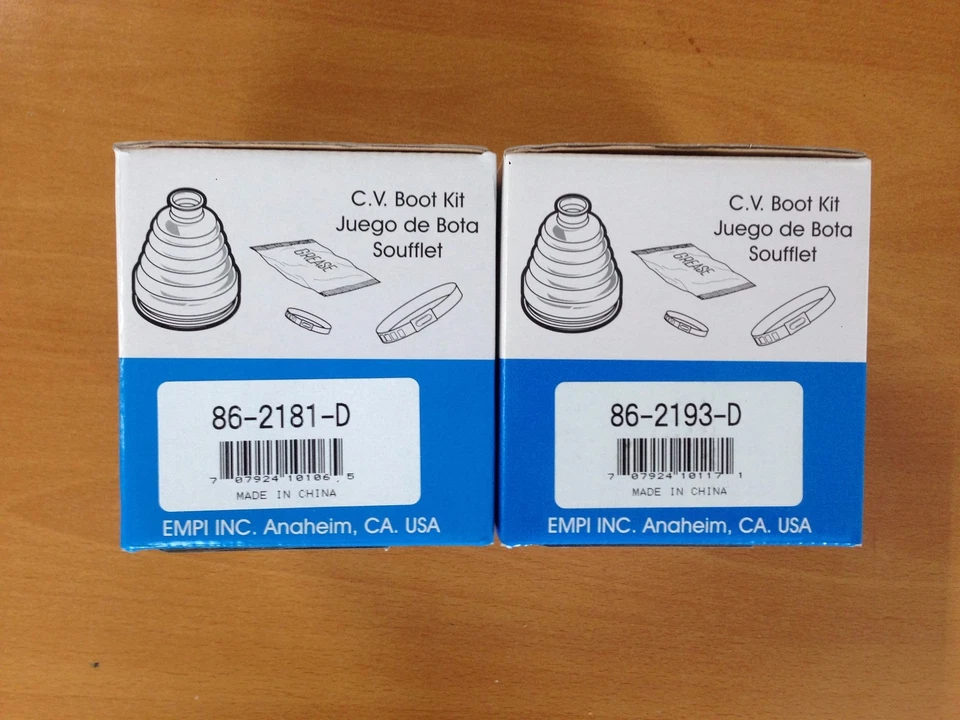 C.V. Boot Kit
Juego de Bota
Soufflet
GREASE
86-2181-D
7 07924 10106 5
MADE IN CHINA
EMPI INC. Anaheim, CA. USA
C.V. Boot Kit
Juego de Bota
Soufflet
GREASE
86-2193-D
7 07924 10117 1
MADE IN CHINA
EMPI INC. Anaheim, CA. USA